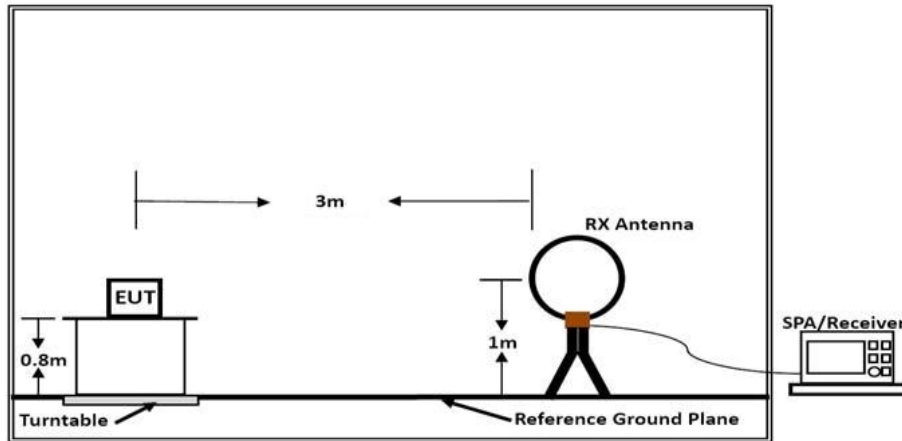 3m
RX Antenna
EUT
SPA/Receiver
0.8m
1m
Turntable
Reference Ground Plane